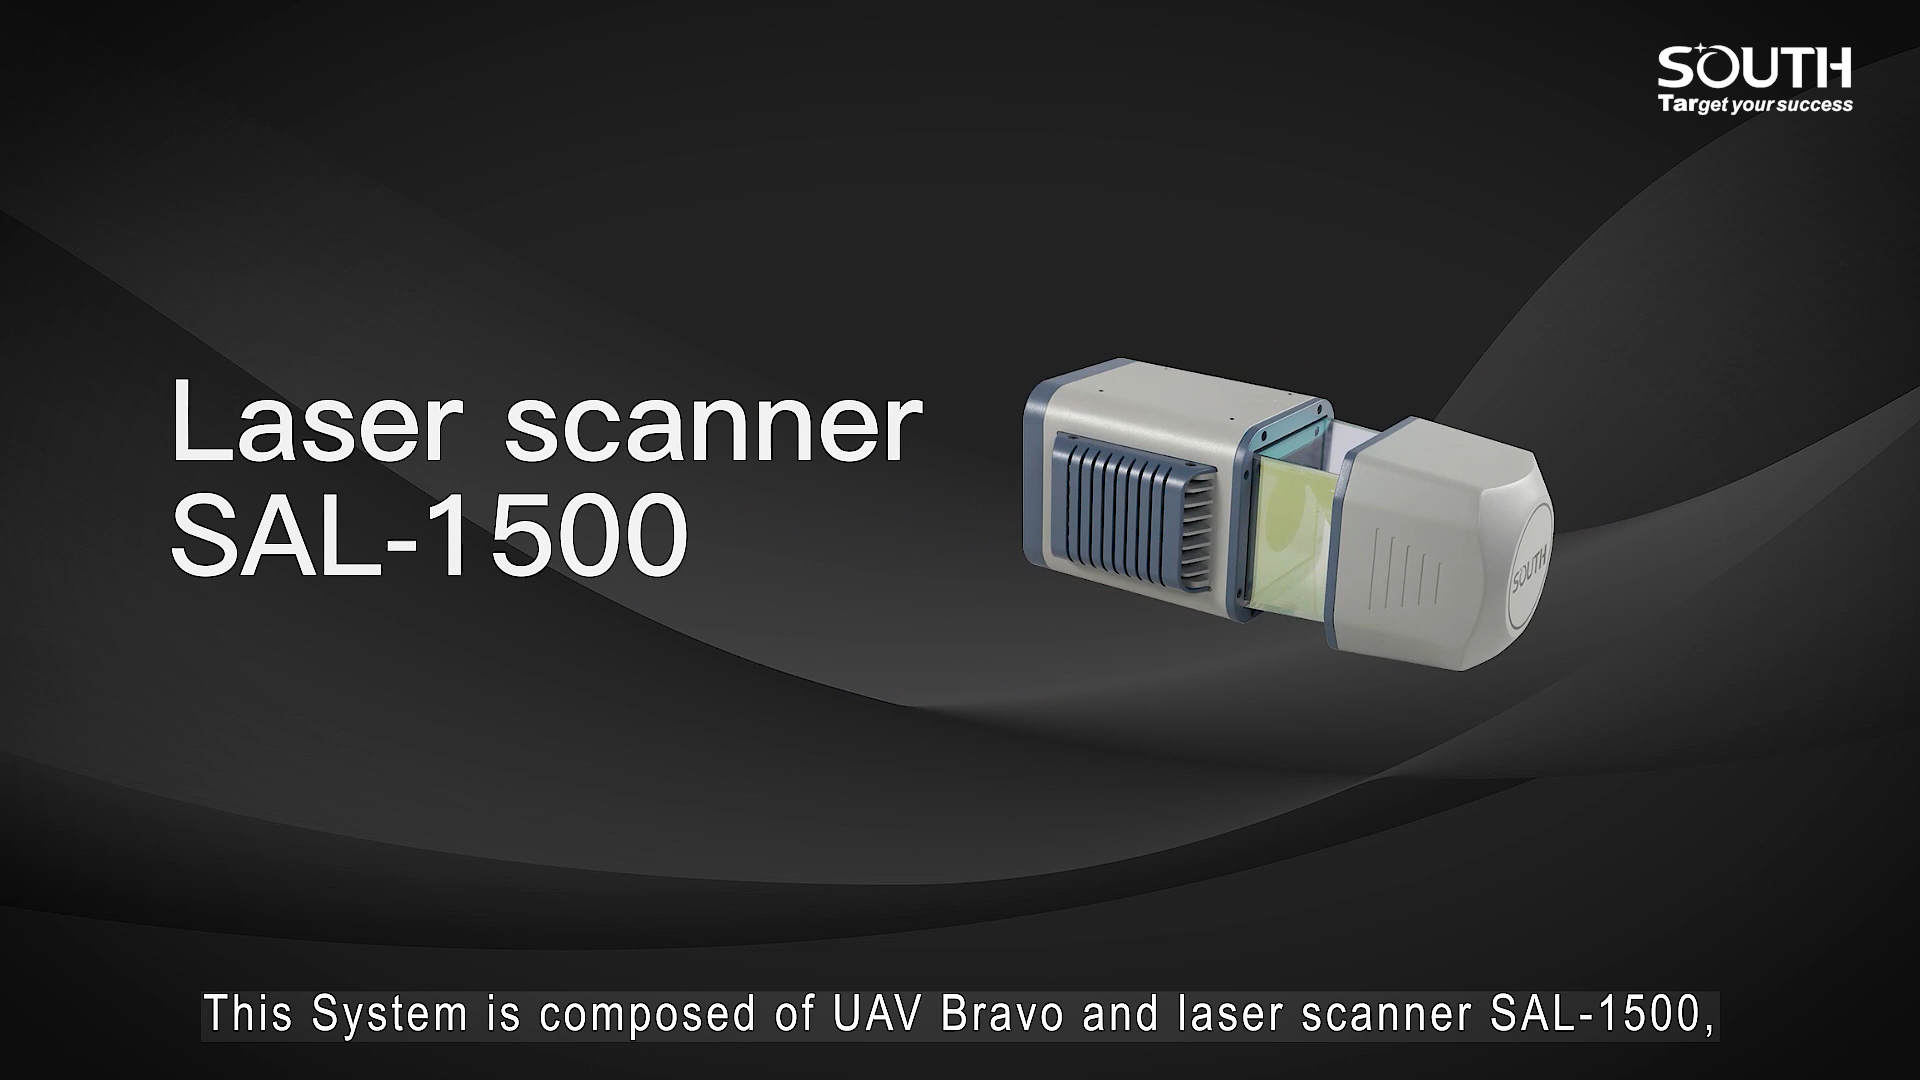 SOUTH
Target your success
Laser scanner
SAL-1500
SOUTH
This System is composed of UAV Bravo and laser scanner SAL-1500,